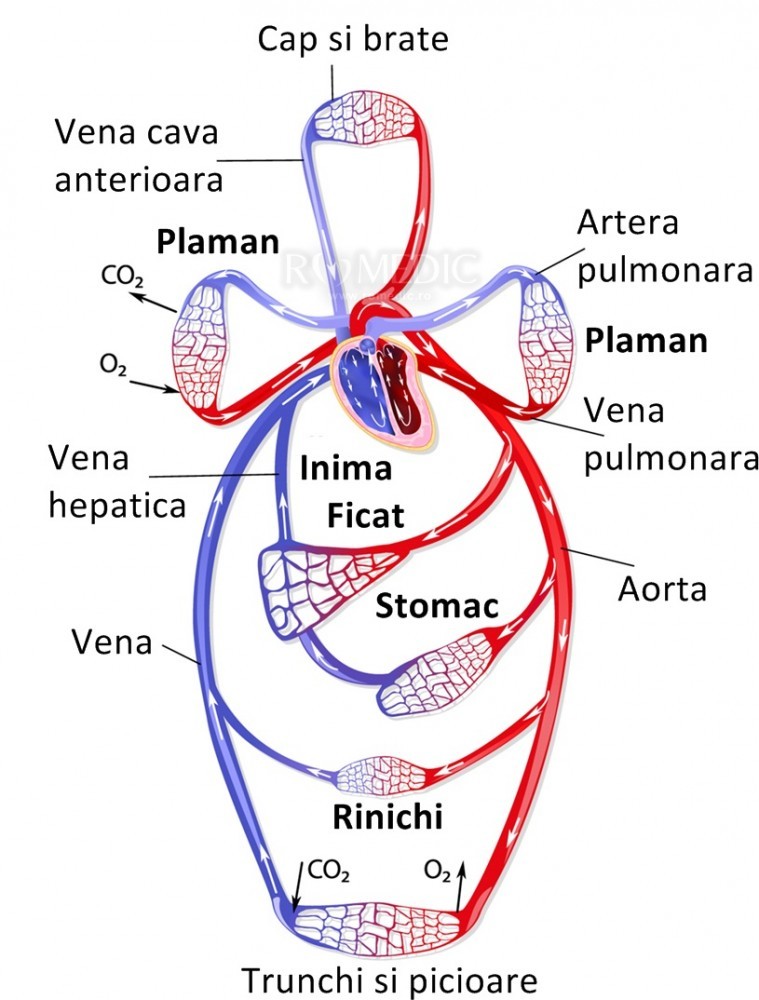 Cap si brate
Vena cava
anterioara
Plaman
Artera
pulmonara
ROMEDIC
CO₂
O₂
Plaman
Vena
pulmonara
Vena
hepatica
Inima
Ficat
Stomac
Aorta
Vena
Rinichi
CO₂
O₂
Trunchi si picioare